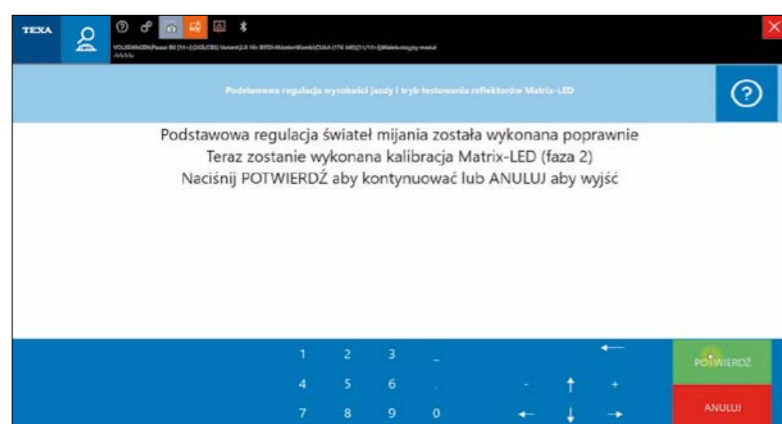 TEXA
Podstawowa regulacja wysokości jazdy i tryb testowania reflektorów Matrix-LED
?
Podstawowa regulacja świateł mijania została wykonana poprawnie
Teraz zostanie wykonana kalibracja Matrix-LED (faza 2)
Naciśnij POTWIERDŹ aby kontynuować lub ANULUJ aby wyjść
1 2 3 _ ←
POTWIERDŹ
4 5 6 . - ↑ +
7 8 9 0 ← ↓ →
ANULUJ